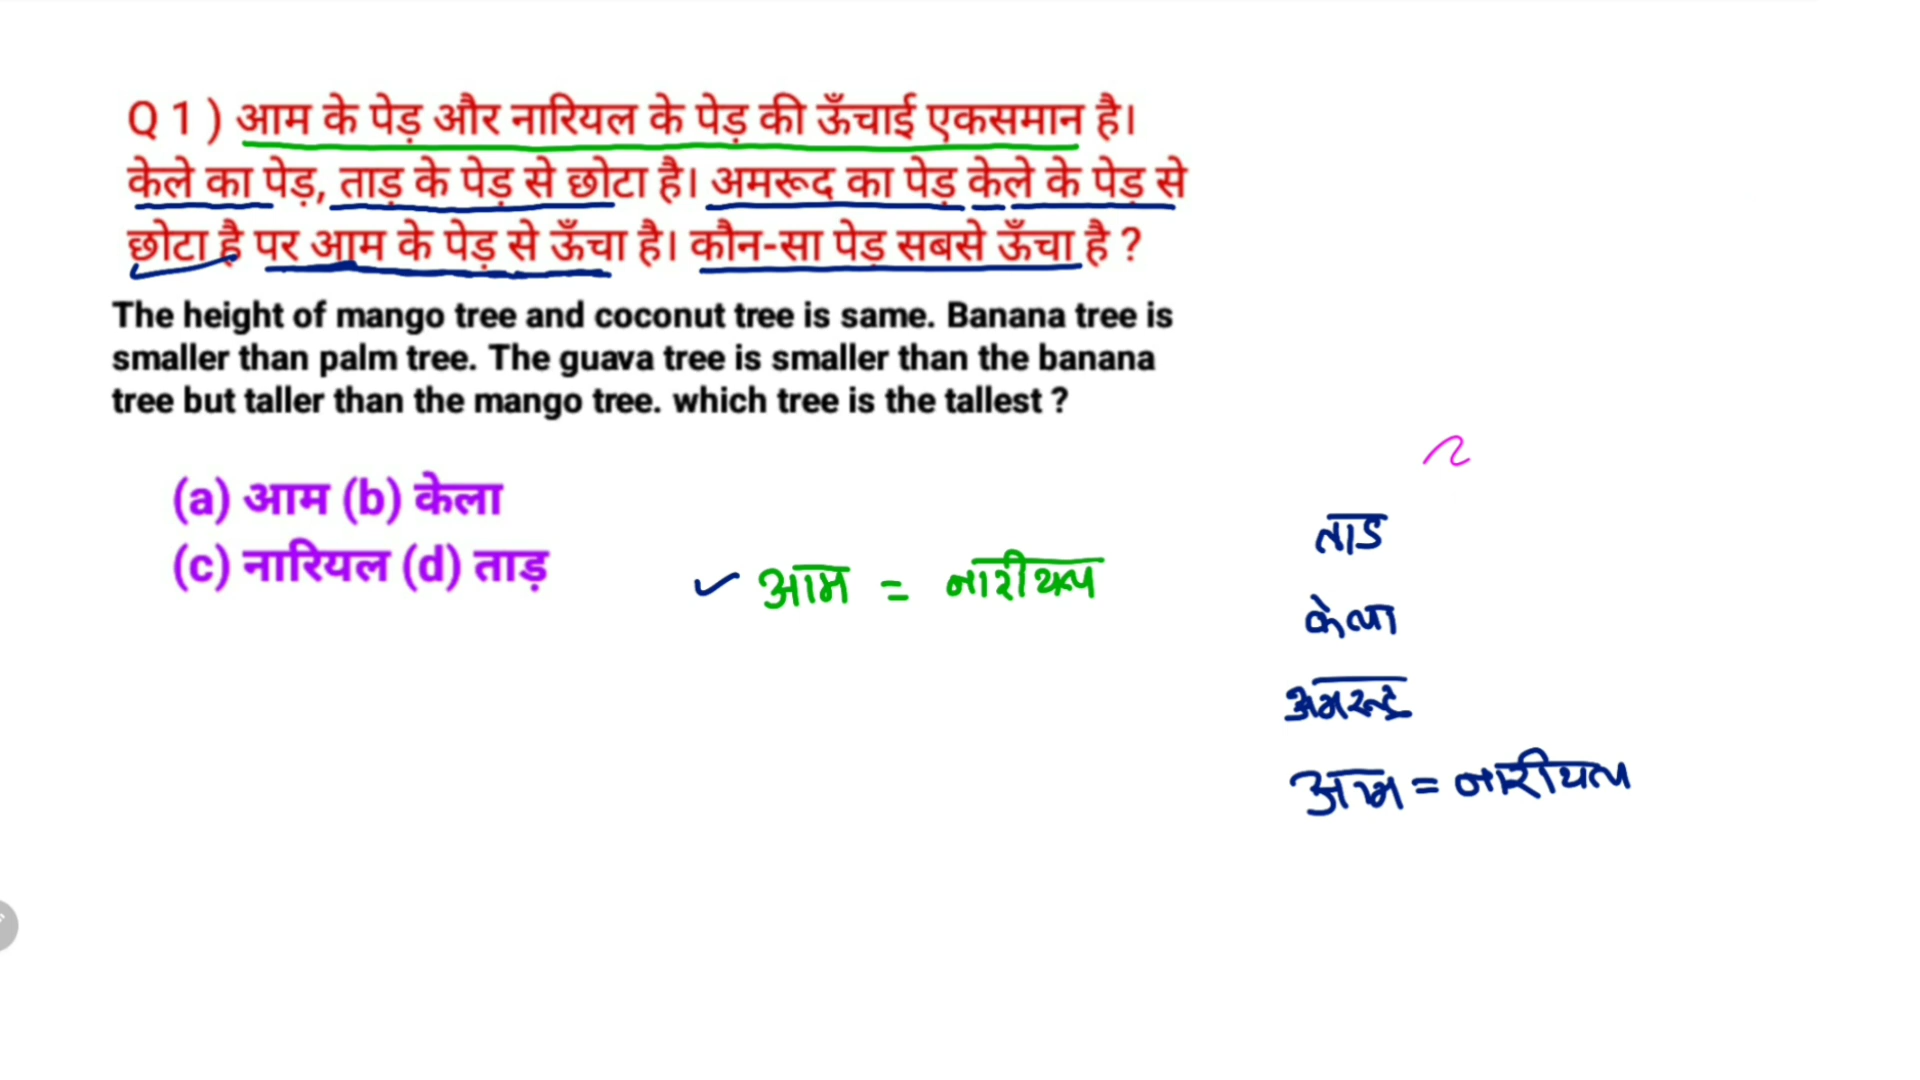 Q 1 ) आम के पेड़ और नारियल के पेड़ की ऊँचाई एकसमान है।
केले का पेड़, ताड़ के पेड़ से छोटा है। अमरूद का पेड़ केले के पेड़ से
छोटा है पर आम के पेड़ से ऊँचा है। कौन-सा पेड़ सबसे ऊँचा है ?
The height of mango tree and coconut tree is same. Banana tree is
smaller than palm tree. The guava tree is smaller than the banana
tree but taller than the mango tree. which tree is the tallest ?
(a) आम (b) केला
(c) नारियल (d) ताड़
आम = नारीयल
ताड
केला
अमरूद
आम = नारीयल